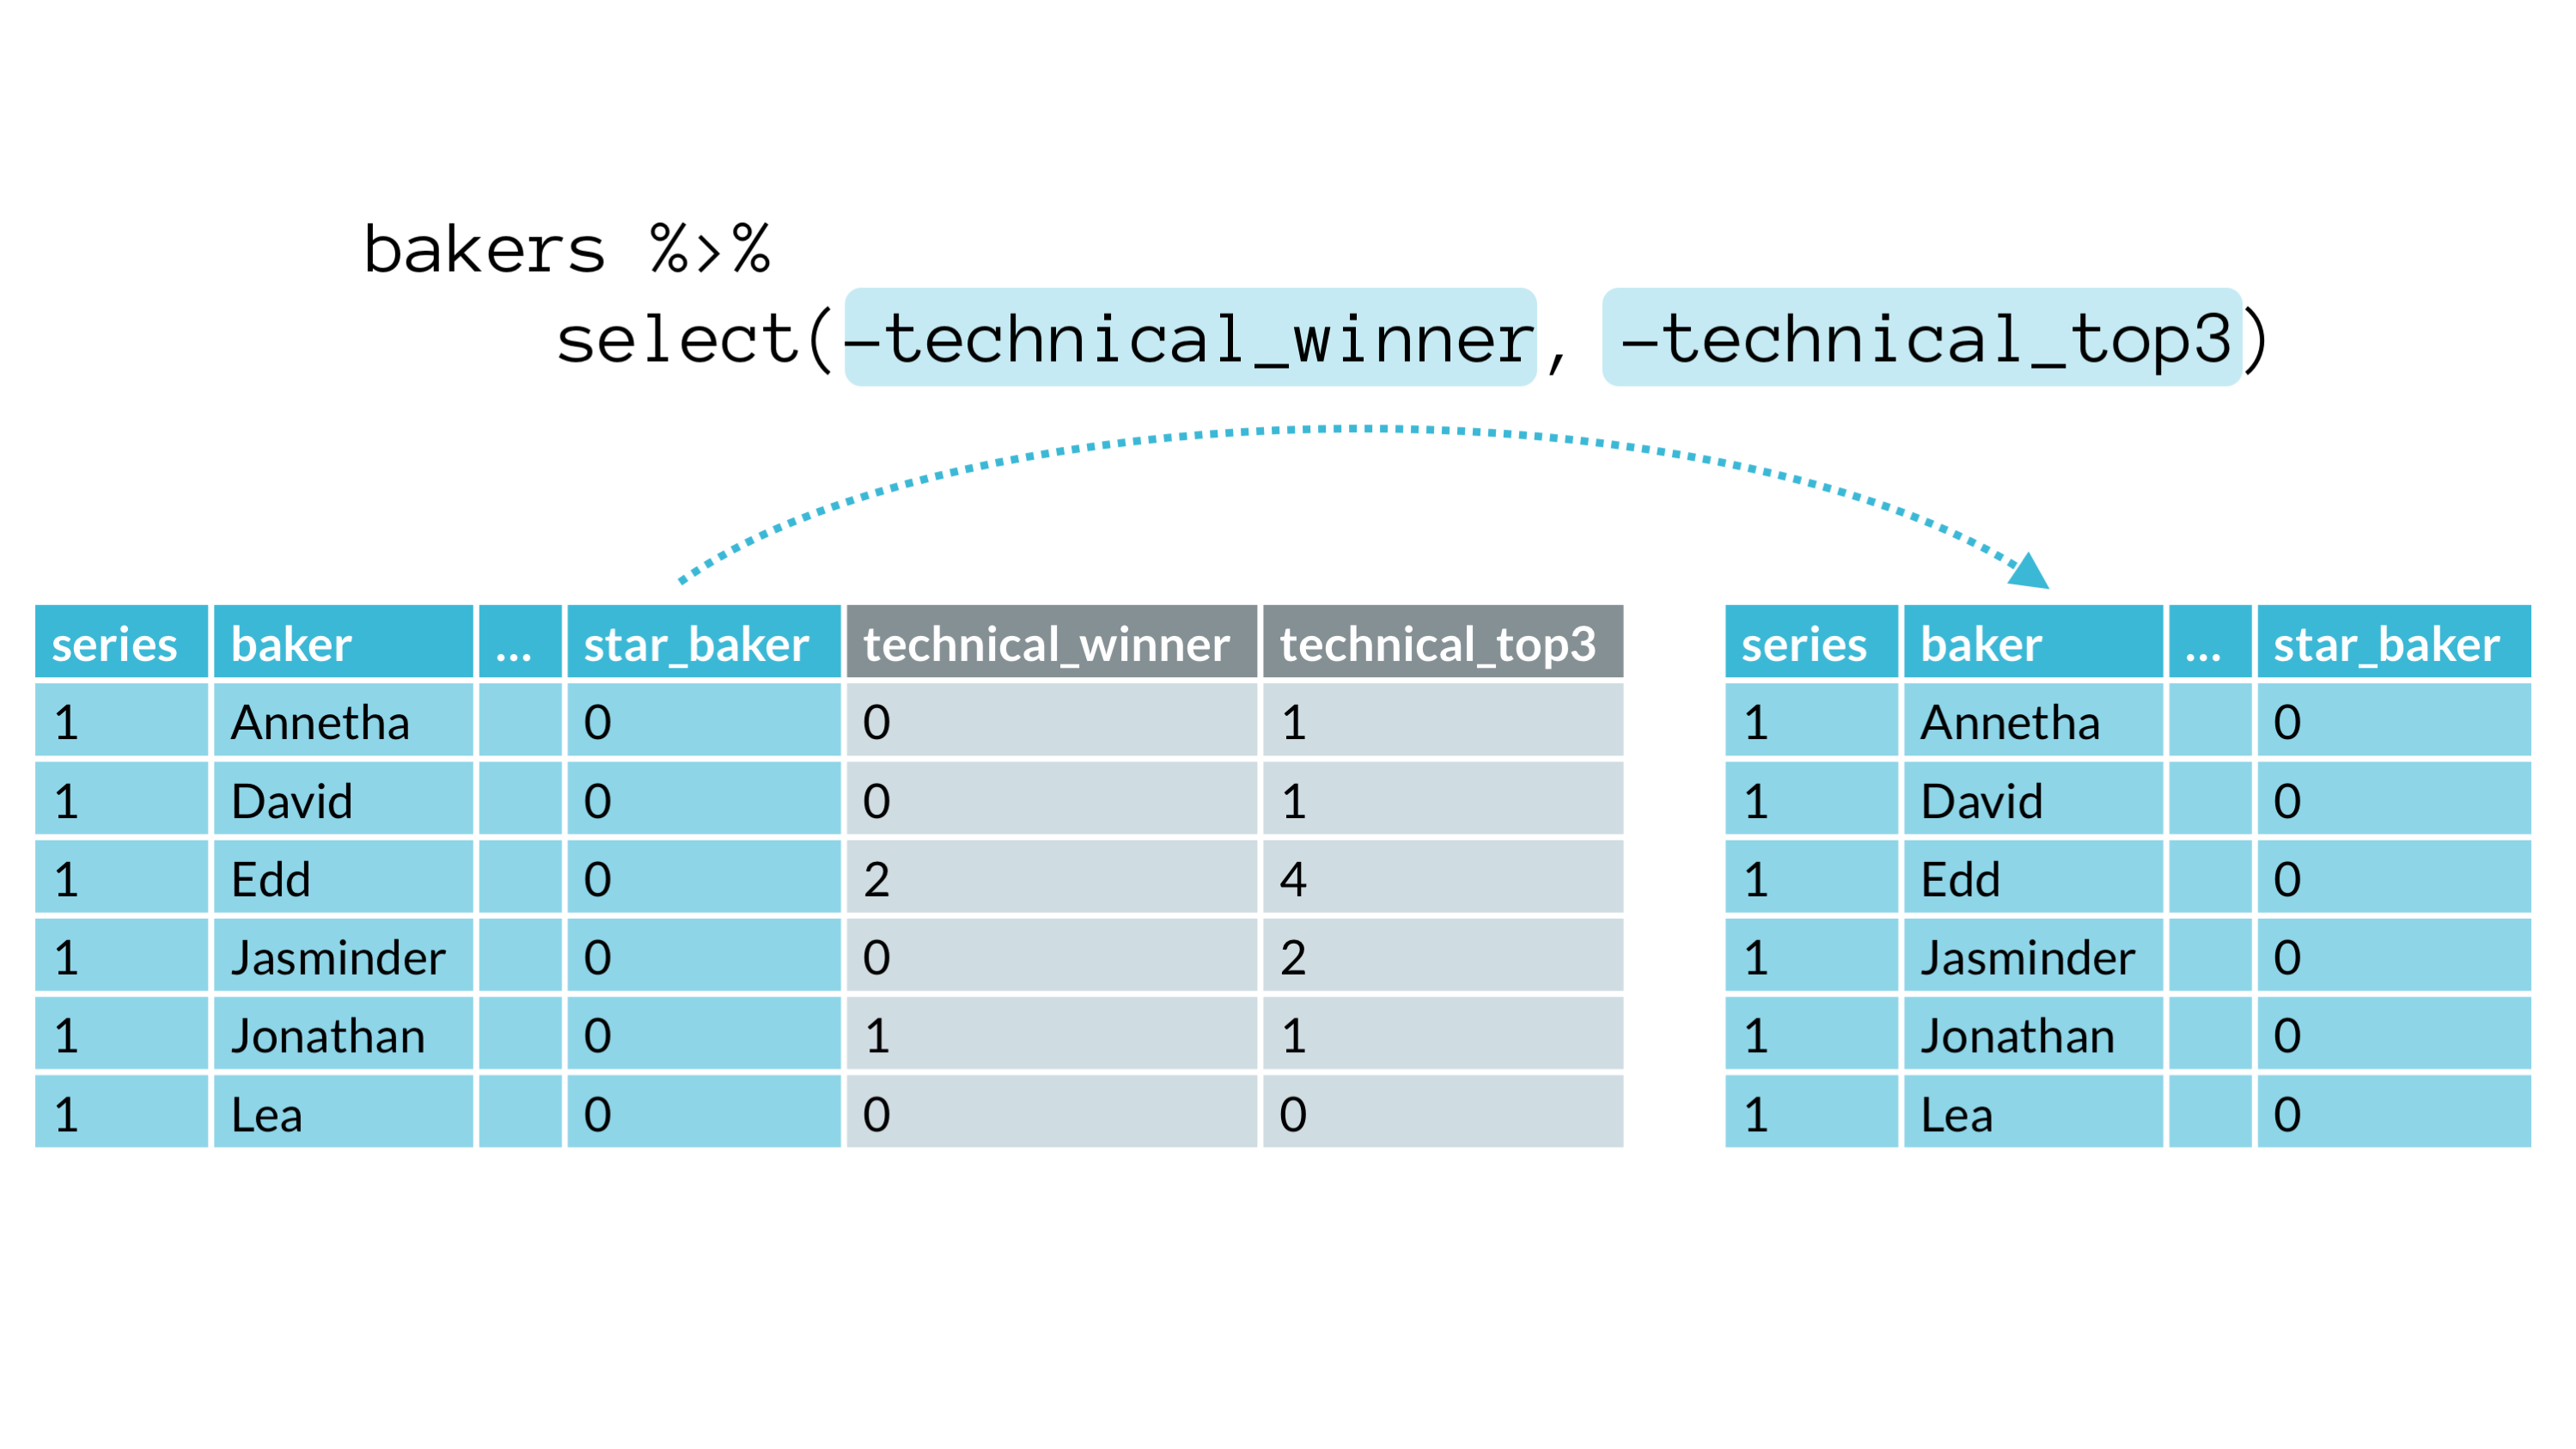 bakers %>%
select(-technical_winner, -technical_top3)
series baker ... star_baker technical_winner technical_top3
1 Annetha 0 0 1
1 David 0 0 1
1 Edd 0 2 4
1 Jasminder 0 0 2
1 Jonathan 0 1 1
1 Lea 0 0 0
series baker ... star_baker
1 Annetha 0
1 David 0
1 Edd 0
1 Jasminder 0
1 Jonathan 0
1 Lea 0